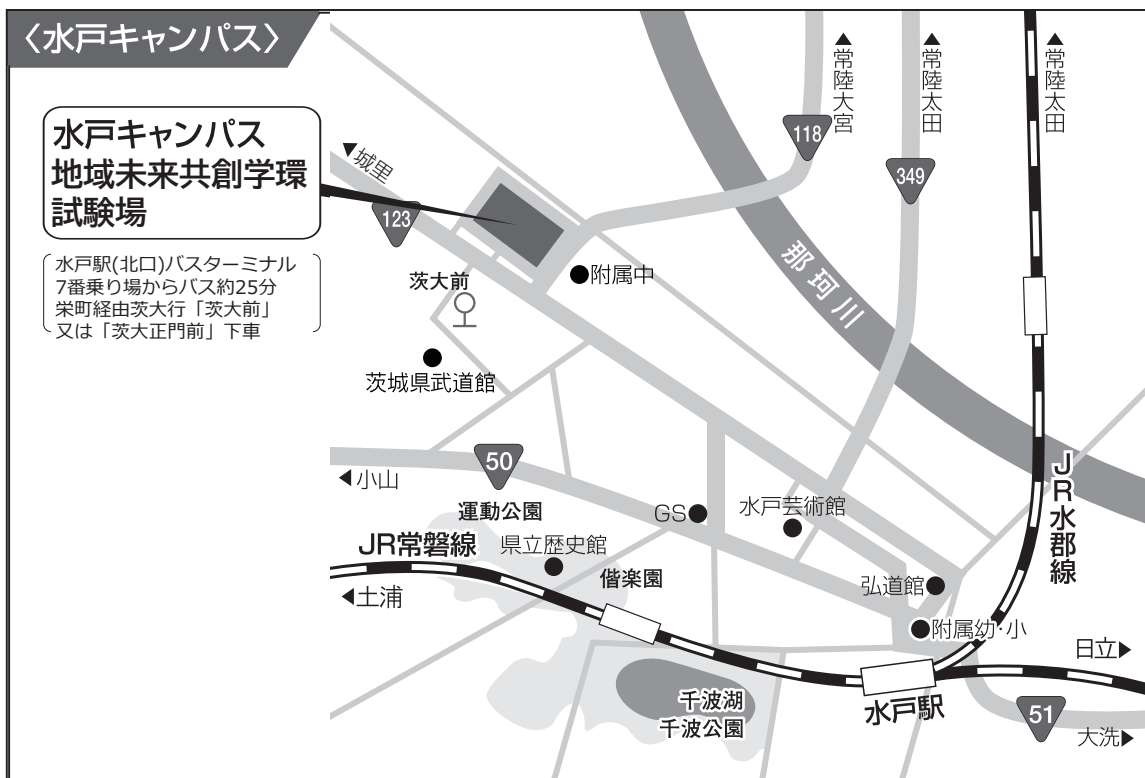 〈水戸キャンパス〉
水戸キャンパス
地域未来共創学環
試験場
水戸駅(北口)バスターミナル
7番乗り場からバス約25分
栄町経由茨大行「茨大前」
又は「茨大正門前」下車
▲常陸大宮
▲常陸太田
▲常陸太田
118
349
◀城里
123
茨大前
附属中
那珂川
茨城県武道館
50
◀小山
運動公園
GS
水戸芸術館
JR水郡線
JR常磐線
県立歴史館
偕楽園
◀土浦
弘道館
附属幼・小
日立▶
千波湖
千波公園
水戸駅
51
大洗▶